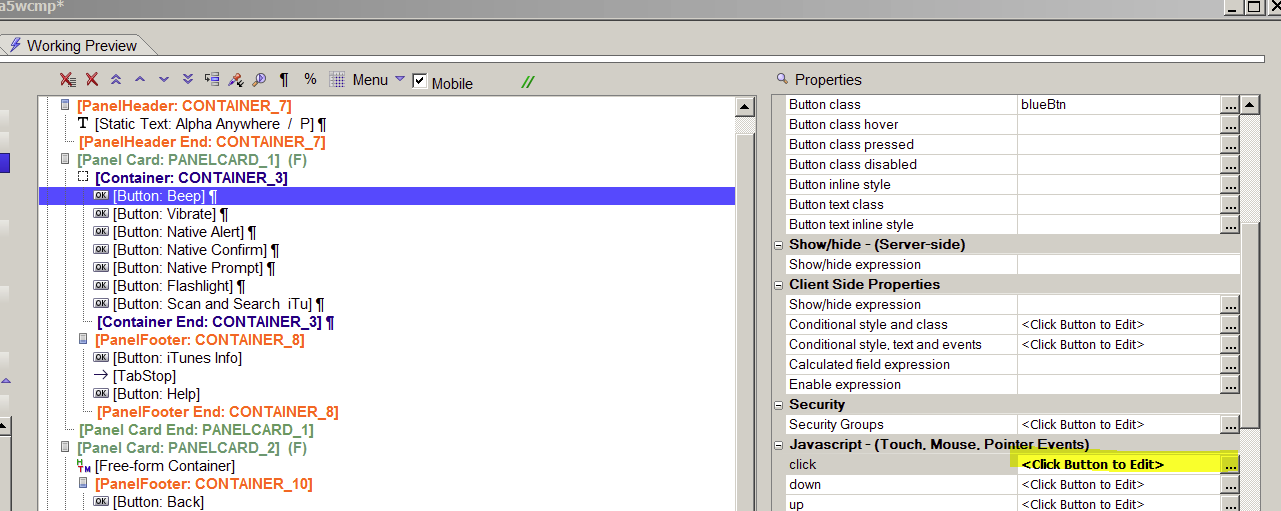 a5wcmp*
Working Preview
¶ % Menu Mobile //
[PanelHeader: CONTAINER_7]
T [Static Text: Alpha Anywhere / P] ¶
[PanelHeader End: CONTAINER_7]
[Panel Card: PANELCARD_1] (F)
[Container: CONTAINER_3]
OK [Button: Beep] ¶
OK [Button: Vibrate] ¶
OK [Button: Native Alert] ¶
OK [Button: Native Confirm] ¶
OK [Button: Native Prompt] ¶
OK [Button: Flashlight] ¶
OK [Button: Scan and Search iTu] ¶
[Container End: CONTAINER_3] ¶
[PanelFooter: CONTAINER_8]
OK [Button: iTunes Info]
[TabStop]
OK [Button: Help]
[PanelFooter End: CONTAINER_8]
[Panel Card End: PANELCARD_1]
[Panel Card: PANELCARD_2] (F)
HTM [Free-form Container]
[PanelFooter: CONTAINER_10]
OK [Button: Back]
Properties
Button class blueBtn ...
Button class hover ...
Button class pressed ...
Button class disabled ...
Button inline style ...
Button text class ...
Button text inline style ...
Show/hide - (Server-side)
Show/hide expression
Client Side Properties
Show/hide expression ...
Conditional style and class <Click Button to Edit> ...
Conditional style, text and events <Click Button to Edit> ...
Calculated field expression ...
Enable expression ...
Security
Security Groups <Click Button to Edit> ...
Javascript - (Touch, Mouse, Pointer Events)
click <Click Button to Edit> ...
down <Click Button to Edit> ...
up <Click Button to Edit> ...